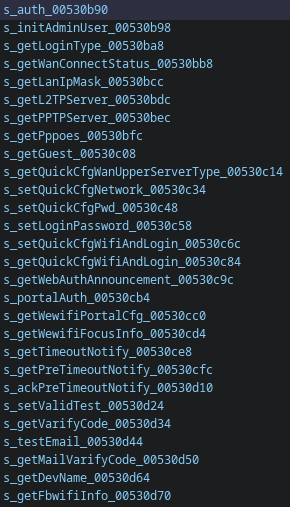 s_auth_00530b90
s_initAdminUser_00530b98
s_getLoginType_00530ba8
s_getWanConnectStatus_00530bb8
s_getLanIpMask_00530bcc
s_getL2TPServer_00530bdc
s_getPPTPServer_00530bec
s_getPppoes_00530bfc
s_getGuest_00530c08
s_getQuickCfgWanUpperServerType_00530c14
s_setQuickCfgNetwork_00530c34
s_setQuickCfgPwd_00530c48
s_setLoginPassword_00530c58
s_setQuickCfgWifiAndLogin_00530c6c
s_getQuickCfgWifiAndLogin_00530c84
s_getWebAuthAnnouncement_00530c9c
s_portalAuth_00530cb4
s_getWewifiPortalCfg_00530cc0
s_getWewifiFocusInfo_00530cd4
s_getTimeoutNotify_00530ce8
s_getPreTimeoutNotify_00530cfc
s_ackPreTimeoutNotify_00530d10
s_setValidTest_00530d24
s_getVarifyCode_00530d34
s_testEmail_00530d44
s_getMailVarifyCode_00530d50
s_getDevName_00530d64
s_getFbwifiInfo_00530d70